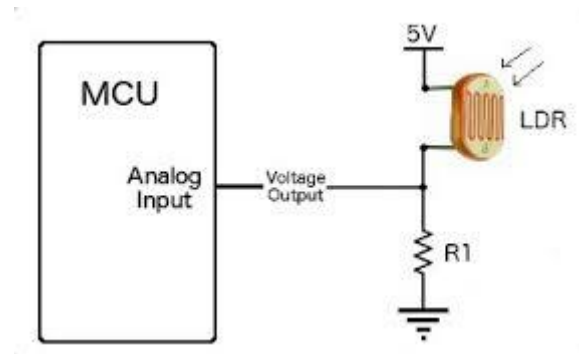 5V
MCU
LDR
Analog
Input
Voltage
Output
R1